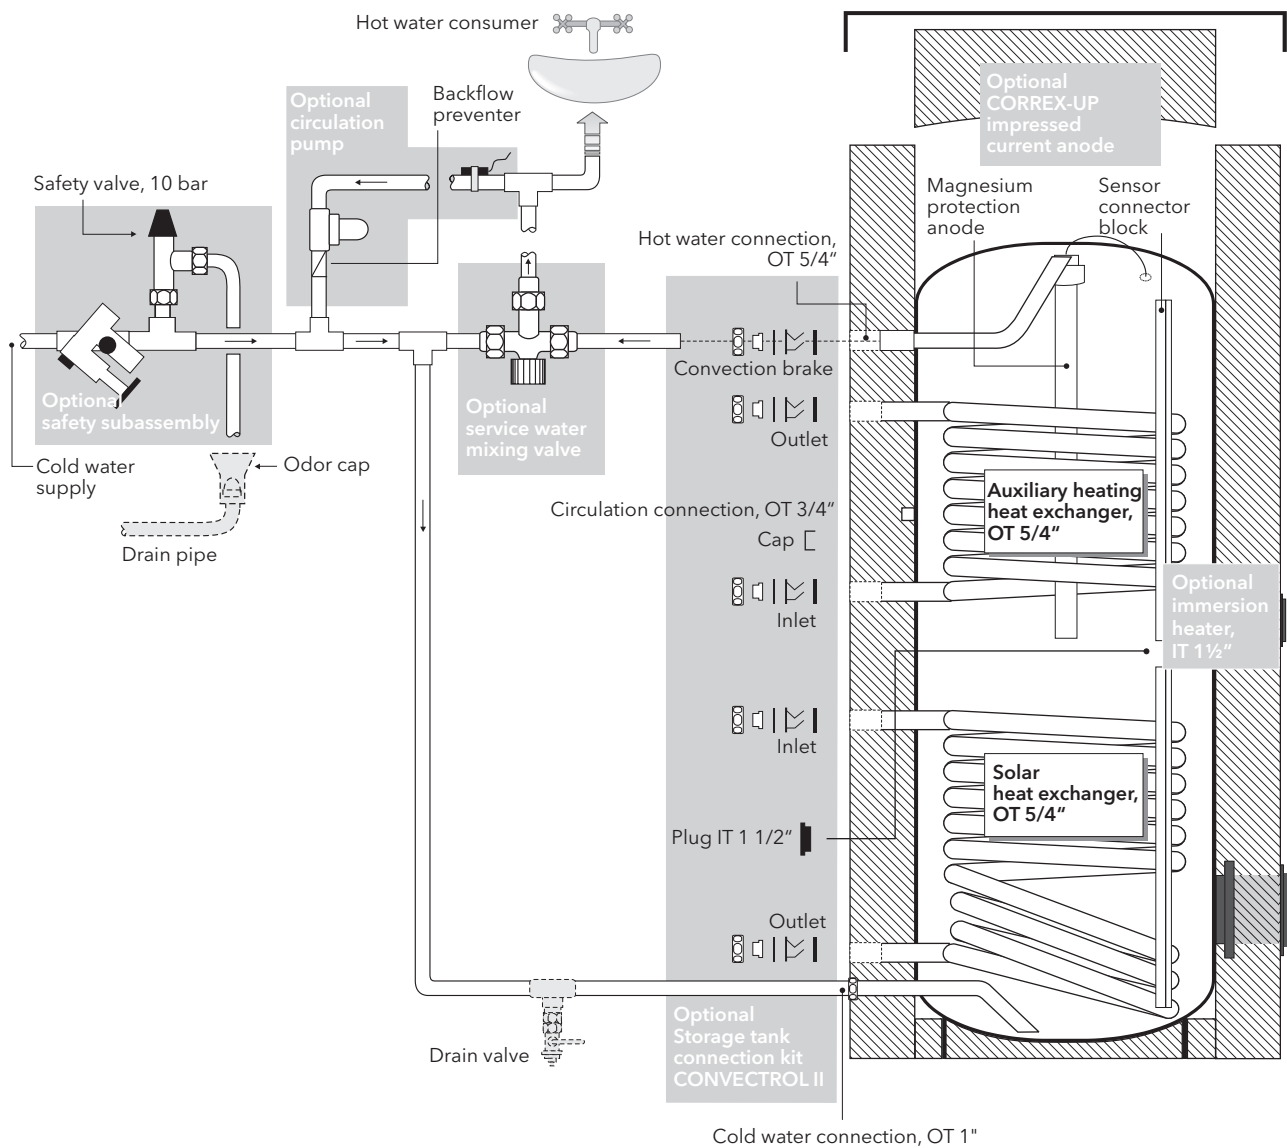 Hot water consumer
Optional
CORREX-UP
impressed
current anode
Optional
circulation
pump
Backflow
preventer
Safety valve, 10 bar
Magnesium
protection
anode
Sensor
connector
block
Hot water connection,
OT 5/4“
Convection brake
Optional
safety subassembly
Optional
service water
mixing valve
Outlet
Cold water
supply
Odor cap
Drain pipe
Auxiliary heating
heat exchanger,
OT 5/4“
Circulation connection, OT 3/4“
Cap
Optional
immersion
heater,
IT 1½“
Inlet
Inlet
Solar
heat exchanger,
OT 5/4“
Plug IT 1 1/2“
Outlet
Optional
Storage tank
connection kit
CONVECTROL II
Drain valve
Cold water connection, OT 1"